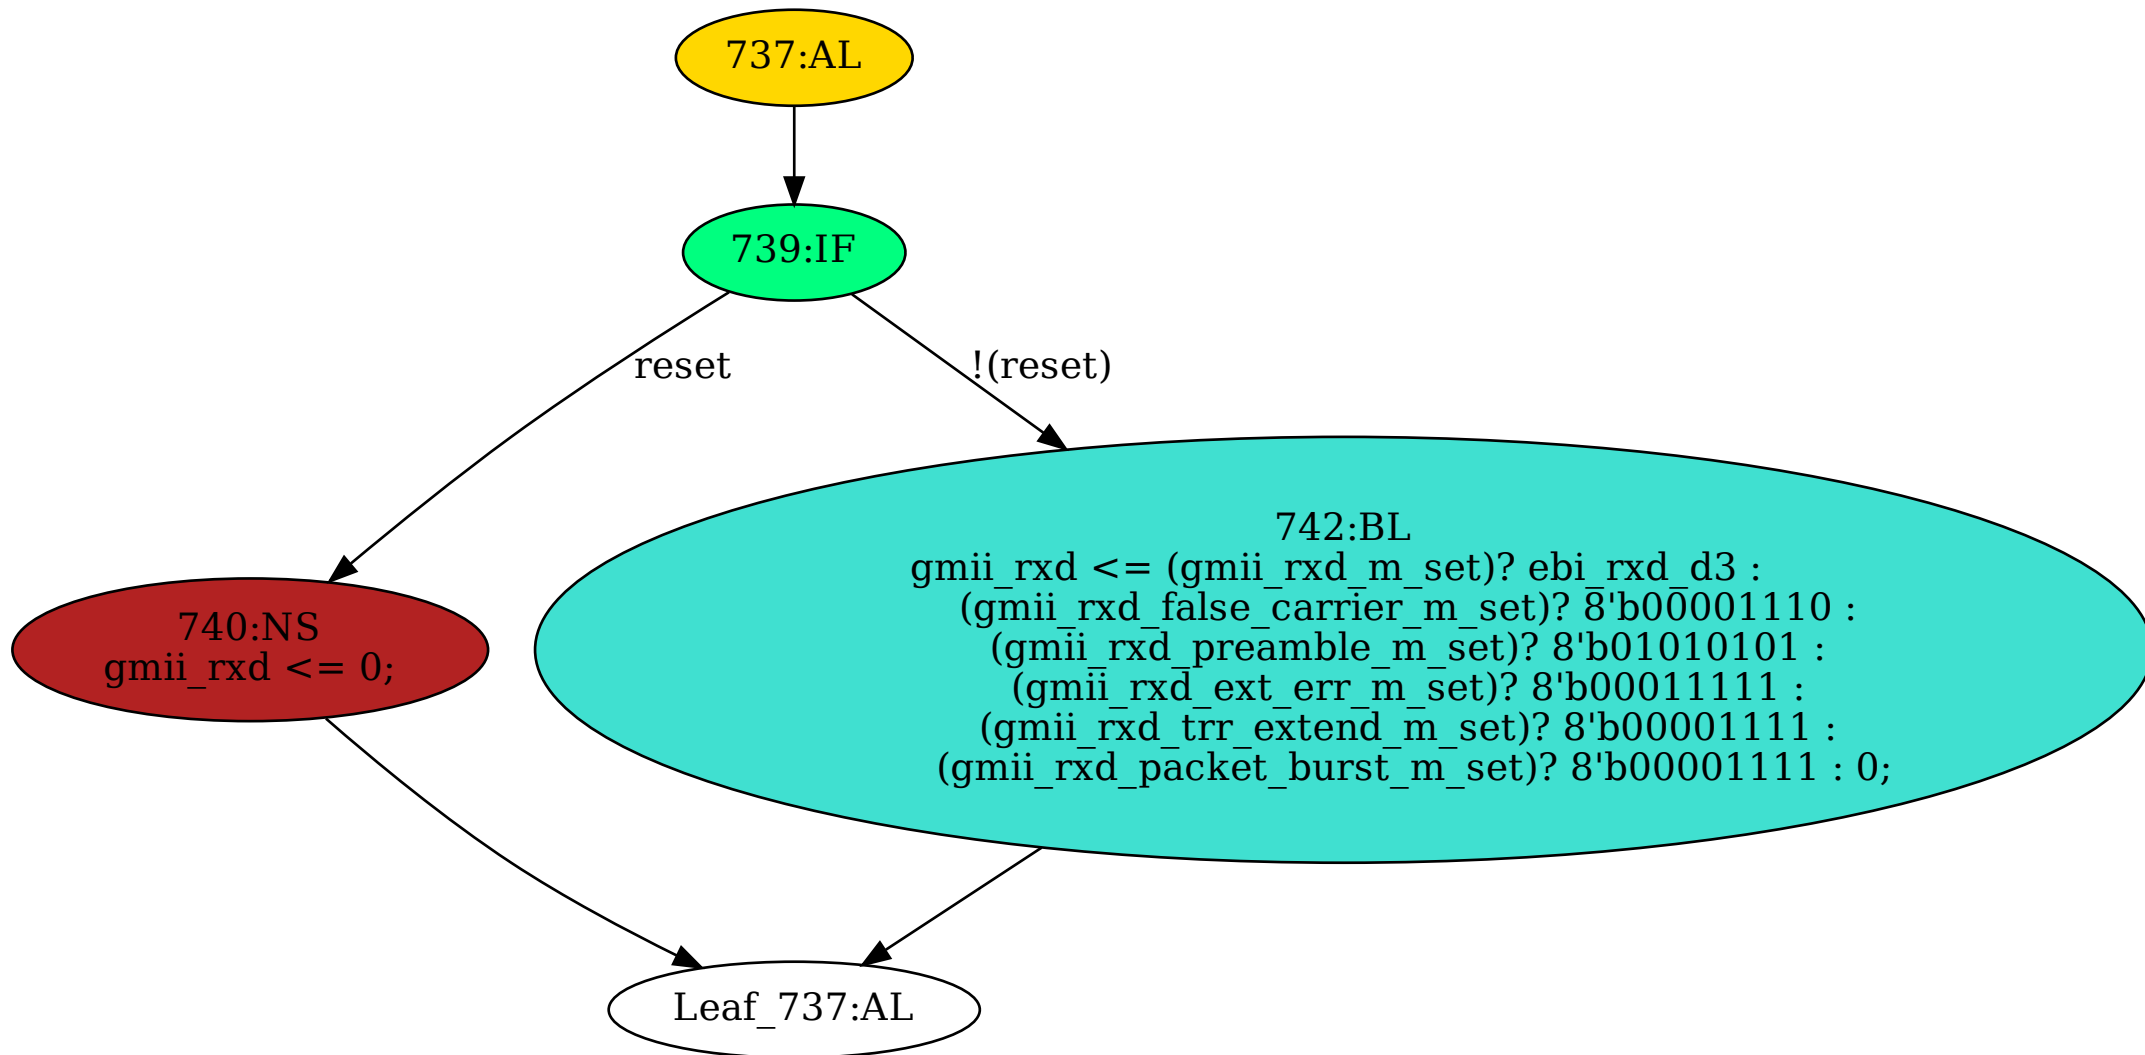 737:AL
739:IF
reset
!(reset)
742:BL
gmii_rxd <= (gmii_rxd_m_set)? ebi_rxd_d3 :
(gmii_rxd_false_carrier_m_set)? 8'b00001110 :
(gmii_rxd_preamble_m_set)? 8'b01010101 :
(gmii_rxd_ext_err_m_set)? 8'b00011111 :
(gmii_rxd_trr_extend_m_set)? 8'b00001111 :
(gmii_rxd_packet_burst_m_set)? 8'b00001111 : 0;
740:NS
gmii_rxd <= 0;
Leaf_737:AL